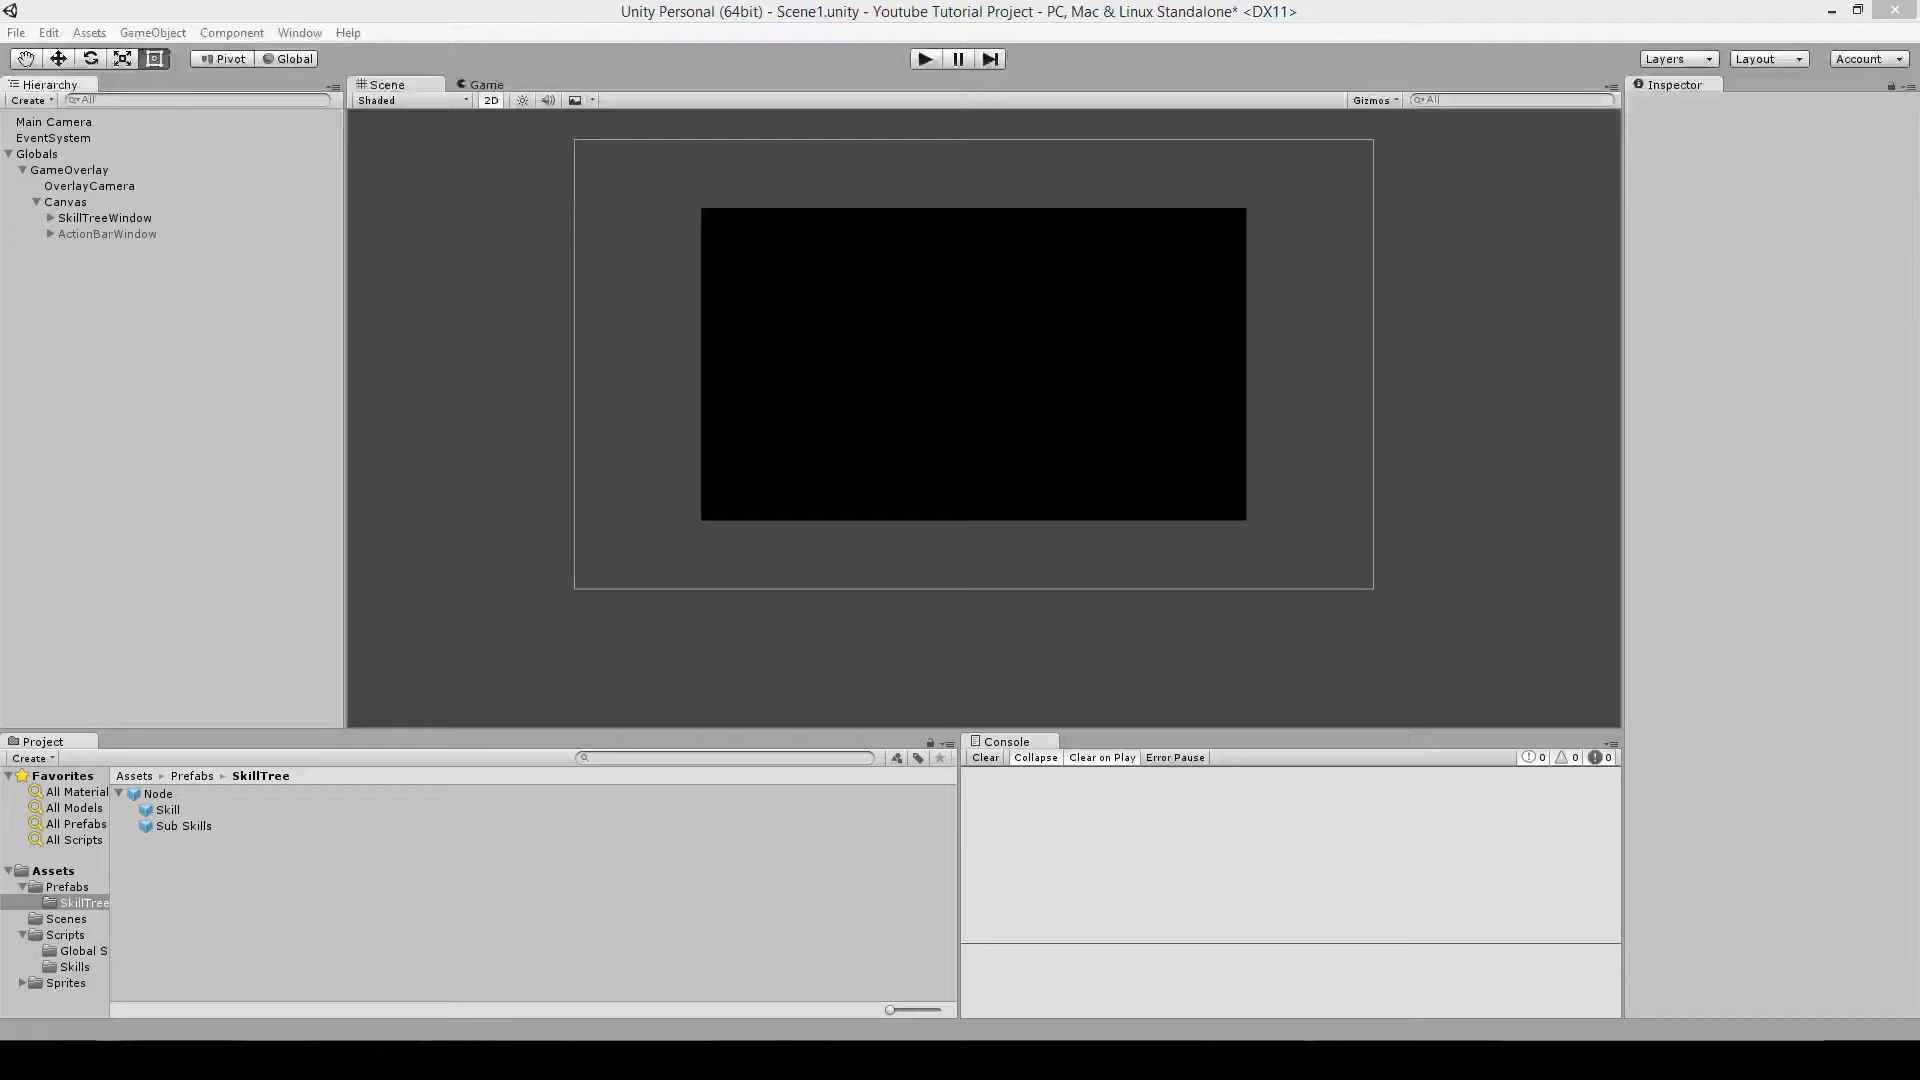 Unity Personal (64bit) - Scene1.unity - Youtube Tutorial Project - PC, Mac & Linux Standalone* <DX11>
File Edit Assets GameObject Component Window Help
Pivot Global Layers Layout Account
Hierarchy
Create All
Main Camera
EventSystem
Globals
GameOverlay
OverlayCamera
Canvas
SkillTreeWindow
ActionBarWindow
Scene Game
Shaded 2D Gizmos All
Inspector
Project
Create
Favorites
All Material
All Models
All Prefabs
All Scripts
Assets
Prefabs
SkillTree
Scenes
Scripts
Global S
Skills
Sprites
Assets Prefabs SkillTree
Node
Skill
Sub Skills
Console
Clear Collapse Clear on Play Error Pause 0 0 0